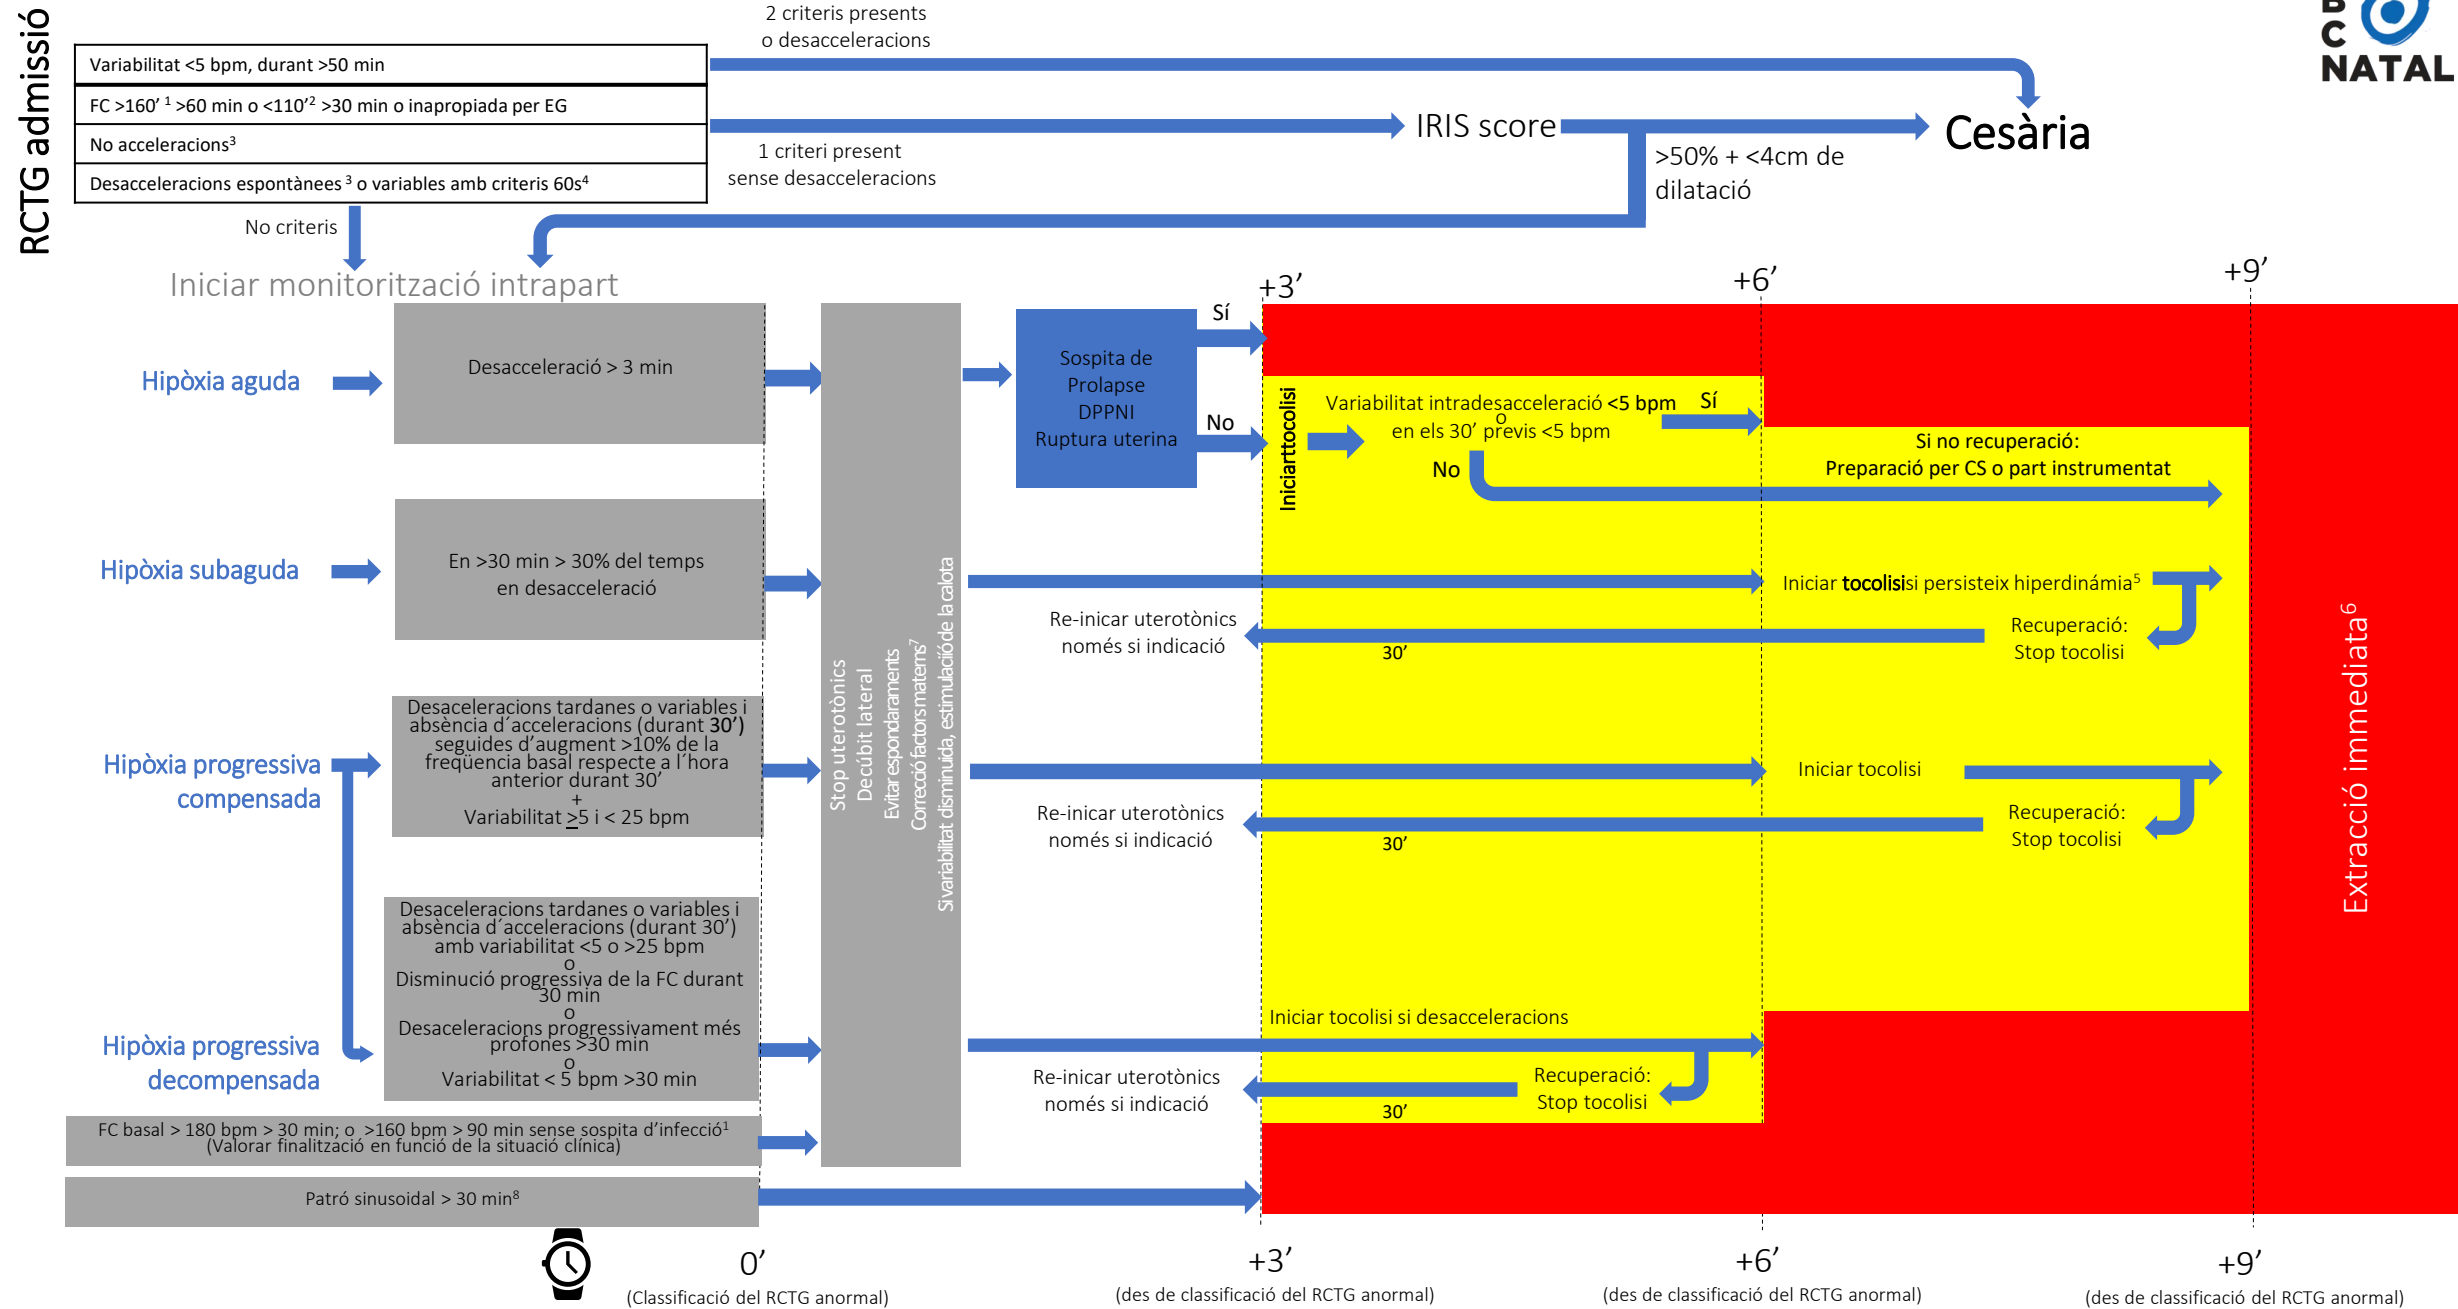 RCTG admissió
2 criteris presents
o desacceleracions
B
C
NATAL
Variabilitat <5 bpm, durant >50 min
FC >160’ ¹ >60 min o <110’² >30 min o inapropiada per EG
No acceleracions³
Desacceleracions espontànees ³ o variables amb criteris 60s⁴
1 criteri present
sense desacceleracions
IRIS score
Cesària
>50% + <4cm de
dilatació
No criteris
Iniciar monitorització intrapart
+3’
+6’
+9’
Hipòxia aguda
Desacceleració > 3 min
Sospita de
Prolapse
DPPNI
Ruptura uterina
Sí
No
Iniciartocolisi
Variabilitat intradesacceleració <5 bpm
o
en els 30’ previs <5 bpm
Sí
No
Si no recuperació:
Preparació per CS o part instrumentat
Hipòxia subaguda
En >30 min > 30% del temps
en desacceleració
Stop uterotònics
Decúbit lateral
Evitarespondaraments
Correcció factorsmaterns⁷
Si variabilitat disminuida, estimulació de la calota
Iniciar tocolisisi persisteix hiperdinámia⁵
Re-inicar uterotònics
només si indicació
30’
Recuperació:
Stop tocolisi
Hipòxia progressiva
compensada
Desaceleracions tardanes o variables i
absència d´acceleracions (durant 30’)
seguides d’augment >10% de la
freqüencia basal respecte a l´hora
anterior durant 30’
+
Variabilitat ≥5 i < 25 bpm
Iniciar tocolisi
Re-inicar uterotònics
només si indicació
30’
Recuperació:
Stop tocolisi
Extracció immediata⁶
Hipòxia progressiva
decompensada
Desaceleracions tardanes o variables i
absència d´acceleracions (durant 30’)
amb variabilitat <5 o >25 bpm
o
Disminució progressiva de la FC durant
30 min
o
Desaceleracions progressivament més
profones >30 min
o
Variabilitat < 5 bpm >30 min
Iniciar tocolisi si desacceleracions
Re-inicar uterotònics
només si indicació
30’
Recuperació:
Stop tocolisi
FC basal > 180 bpm > 30 min; o >160 bpm > 90 min sense sospita d’infecció¹
(Valorar finalització en funció de la situació clínica)
Patró sinusoidal > 30 min⁸
0’
(Classificació del RCTG anormal)
+3’
(des de classificació del RCTG anormal)
+6’
(des de classificació del RCTG anormal)
+9’
(des de classificació del RCTG anormal)